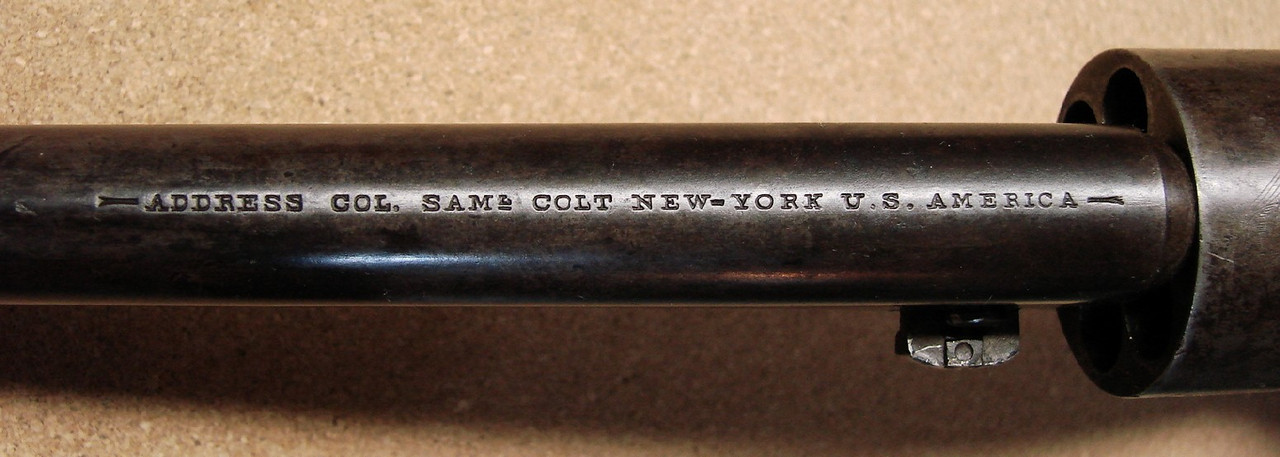 ADDRESS COL. SAMᴸ COLT NEW-YORK U.S. AMERICA